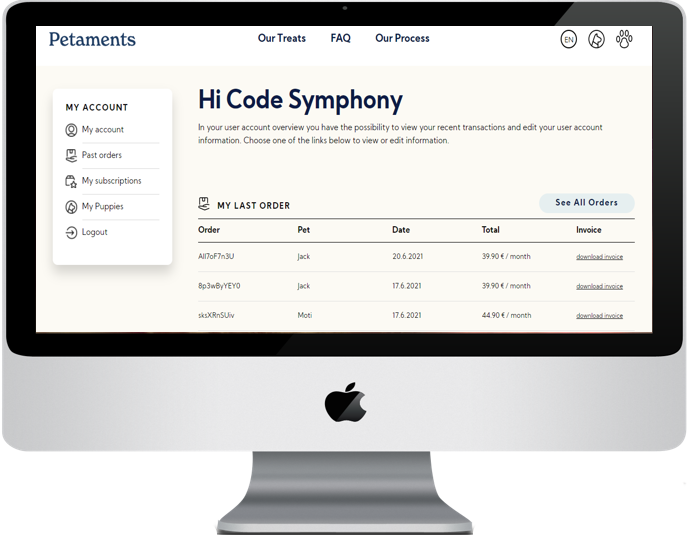 Petaments
Our Treats FAQ Our Process
EN
MY ACCOUNT
My account
Past orders
My subscriptions
My Puppies
Logout
Hi Code Symphony
In your user account overview you have the possibility to view your recent transactions and edit your user account
information. Choose one of the links below to view or edit information.
MY LAST ORDER
See All Orders
Order Pet Date Total Invoice
Jack 20.6.2021 39.90 € / month download invoice
8p3wByYEY0 Jack 17.6.2021 39.90 € / month download invoice
sksXRnSUiv Moti 17.6.2021 44.90 € / month download invoice